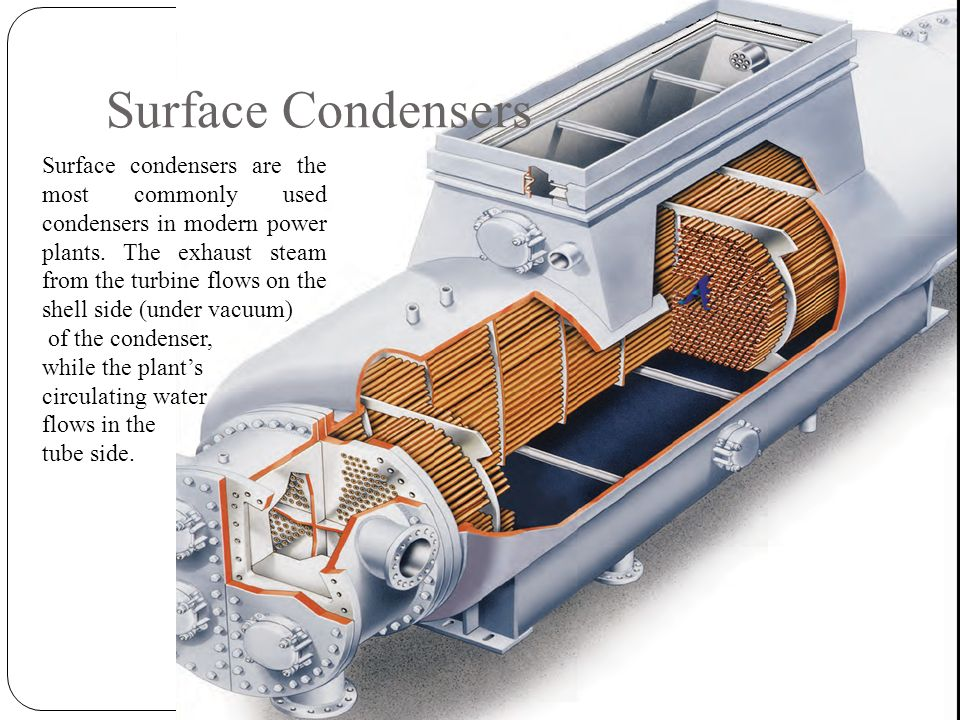 Surface Condensers
Surface condensers are the
most commonly used
condensers in modern power
plants. The exhaust steam
from the turbine flows on the
shell side (under vacuum)
of the condenser,
while the plant’s
circulating water
flows in the
tube side.